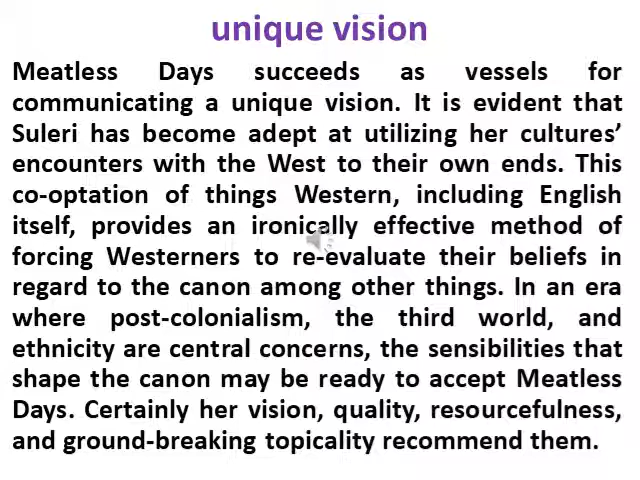 unique vision
Meatless Days succeeds as vessels for
communicating a unique vision. It is evident that
Suleri has become adept at utilizing her cultures’
encounters with the West to their own ends. This
co-optation of things Western, including English
itself, provides an ironically effective method of
forcing Westerners to re-evaluate their beliefs in
regard to the canon among other things. In an era
where post-colonialism, the third world, and
ethnicity are central concerns, the sensibilities that
shape the canon may be ready to accept Meatless
Days. Certainly her vision, quality, resourcefulness,
and ground-breaking topicality recommend them.